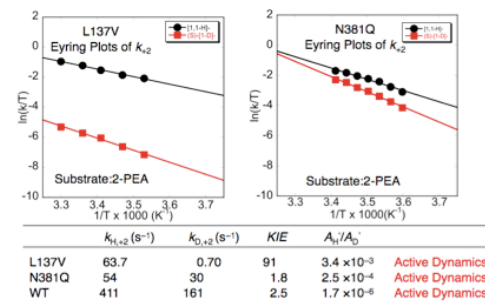 L137V
[1,1-H]-
(S)-[1-D]-
Eyring Plots of k+2
2
0
-2
-4
-6
-8
-10
ln(k/T)
Substrate:2-PEA
3.3 3.4 3.5 3.6 3.7
1/T x 1000 (K⁻¹)
N381Q
[1,1-H]-
(S)-[1-D]-
Eyring Plots of k+2
2
0
-2
-4
-6
-8
-10
ln(k/T)
Substrate:2-PEA
3.3 3.4 3.5 3.6 3.7
1/T x 1000 (K⁻¹)
kH,+2 (s⁻¹) kD,+2 (s⁻¹) KIE AH'/AD'
L137V 63.7 0.70 91 3.4 ×10⁻³ Active Dynamics
N381Q 54 30 1.8 2.5 ×10⁻⁴ Active Dynamics
WT 411 161 2.5 1.7 ×10⁻⁶ Active Dynamics